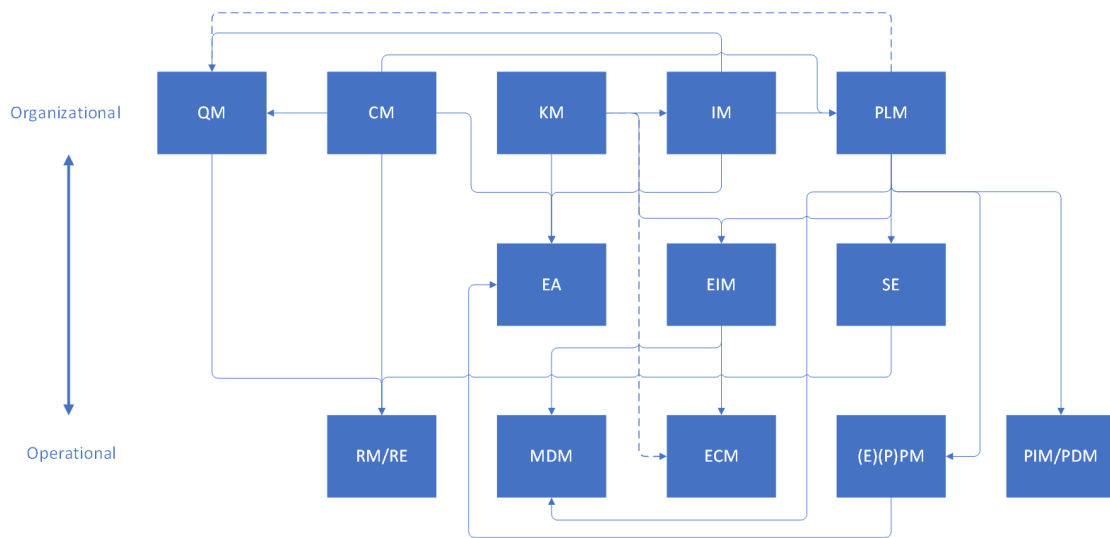 Organizational
QM
CM
KM
IM
PLM
EA
EIM
SE
Operational
RM/RE
MDM
ECM
(E)(P)PM
PIM/PDM